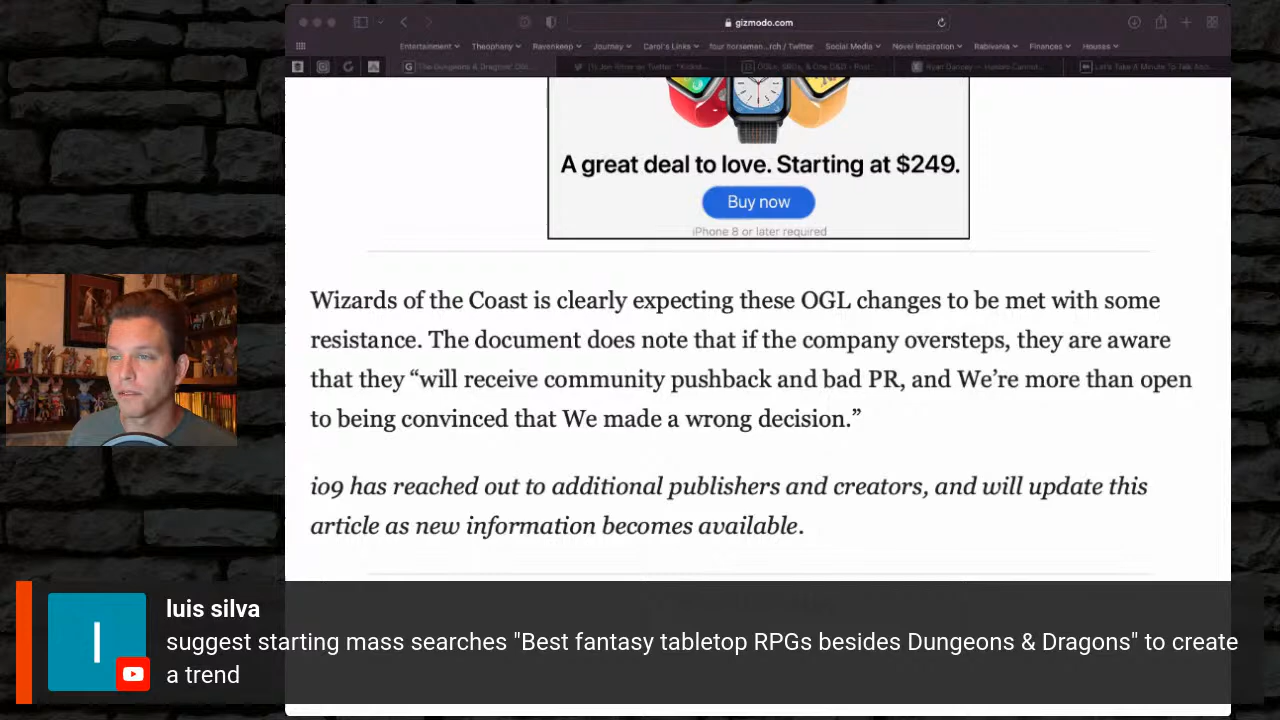 gizmodo.com
Entertainment Theophany Ravenkeep Journey Carol's Links four horsemen...rch / Twitter Social Media Novel Inspiration Rabivania Finances Houses
A great deal to love. Starting at $249.
Buy now
iPhone 8 or later required
Wizards of the Coast is clearly expecting these OGL changes to be met with some
resistance. The document does note that if the company oversteps, they are aware
that they “will receive community pushback and bad PR, and We’re more than open
to being convinced that We made a wrong decision.”
io9 has reached out to additional publishers and creators, and will update this
article as new information becomes available.
l
luis silva
suggest starting mass searches "Best fantasy tabletop RPGs besides Dungeons & Dragons" to create
a trend